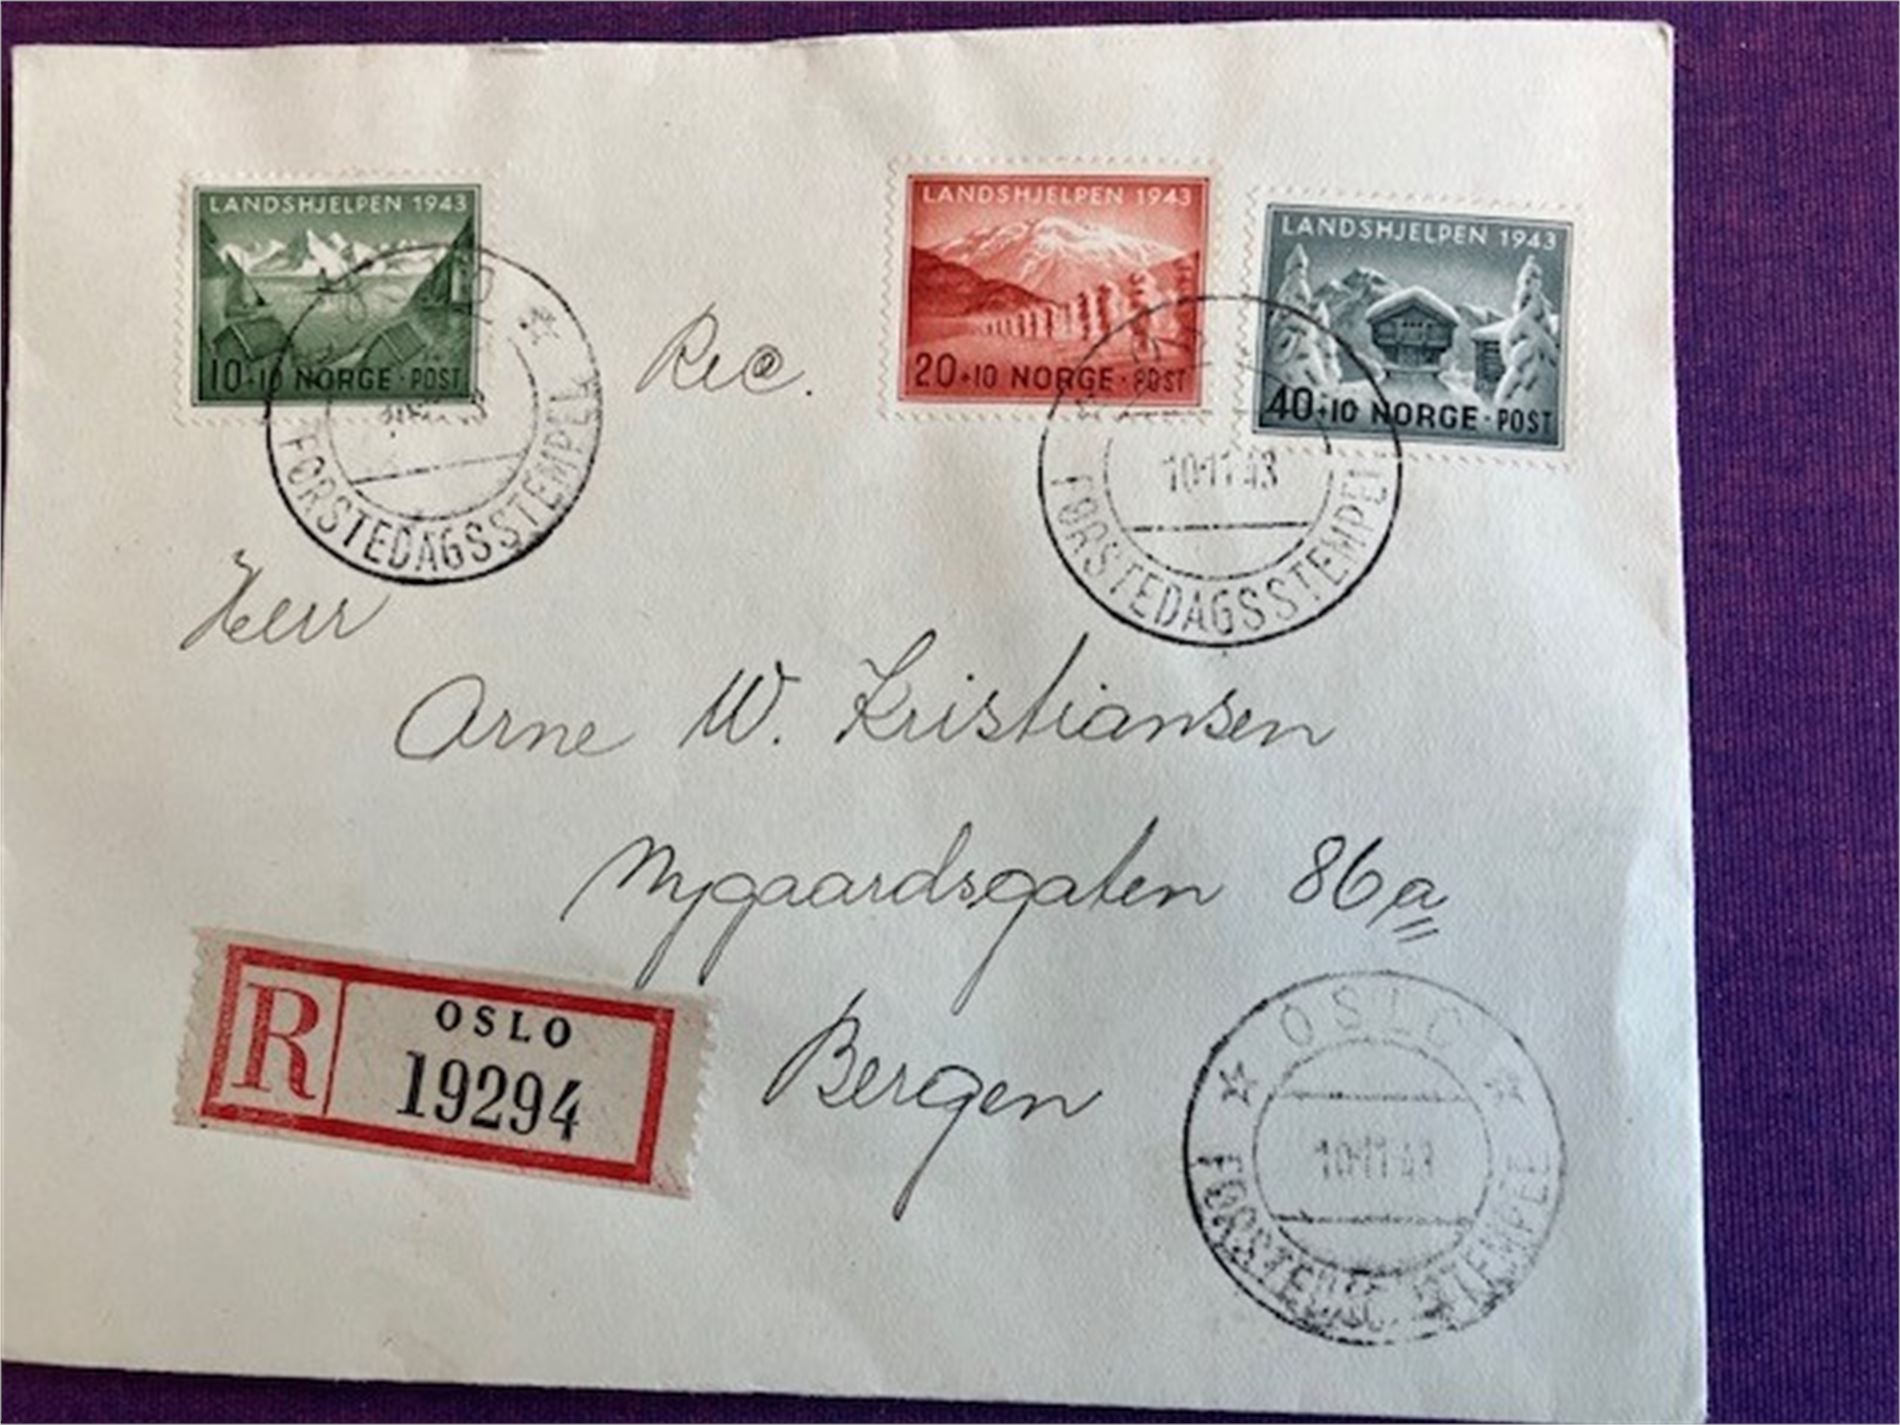 LANDSHJELPEN 1943
10+10 NORGE·POST
LANDSHJELPEN 1943
20+10 NORGE·POST
LANDSHJELPEN 1943
40+10 NORGE·POST
FØRSTEDAGSSTEMPEL
Rec.
10·11 43
FØRSTEDAGSSTEMPEL
Herr
Arne W. Kristiansen
Nygaardsgaten 86a
Bergen
R
OSLO
19294
OSLO
10·11 43
FØRSTEDAGSSTEMPEL